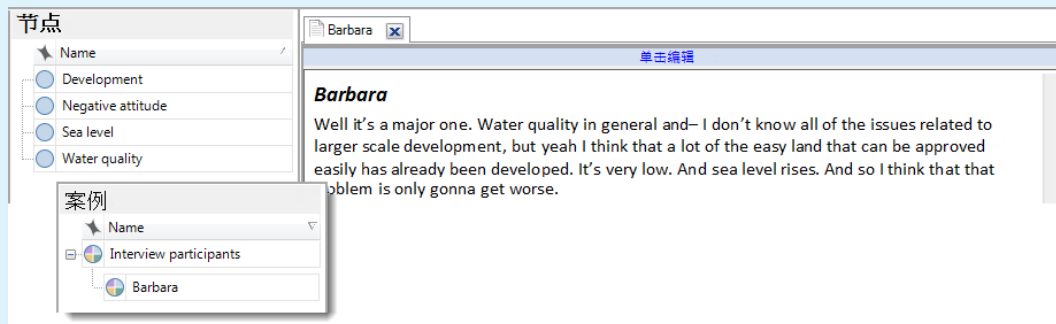 节点
Name
Development
Negative attitude
Sea level
Water quality
案例
Name
Interview participants
Barbara
Barbara
单击编辑
Barbara
Well it's a major one. Water quality in general and– I don't know all of the issues related to
larger scale development, but yeah I think that a lot of the easy land that can be approved
easily has already been developed. It's very low. And sea level rises. And so I think that that
problem is only gonna get worse.